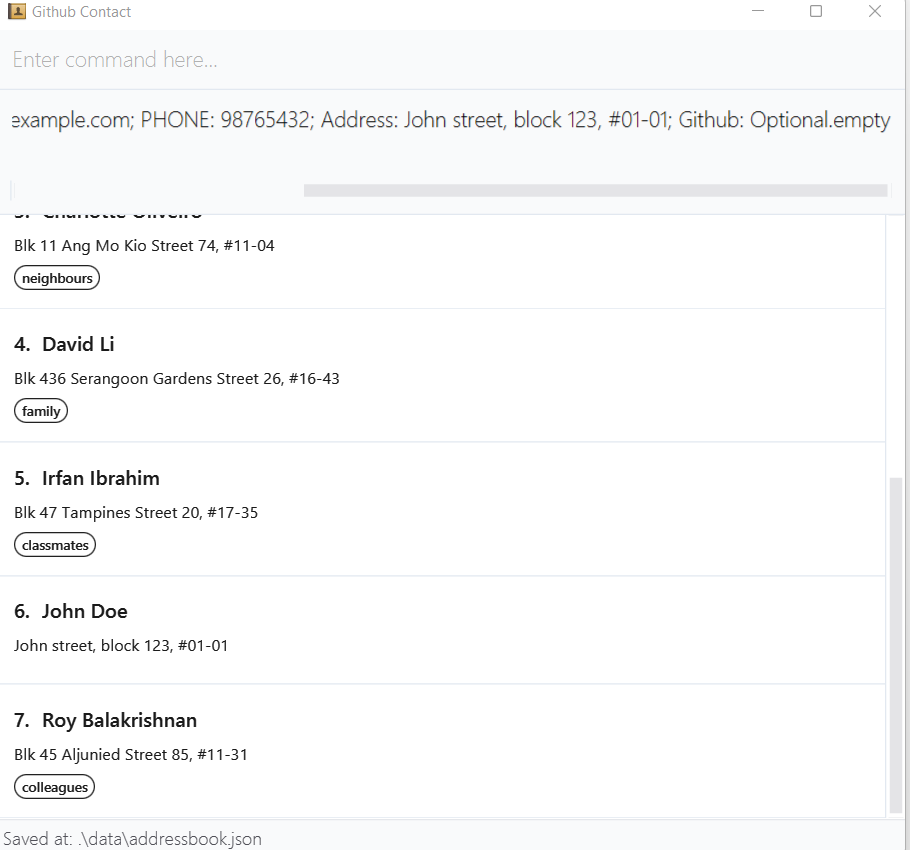 Github Contact
Enter command here...
example.com; PHONE: 98765432; Address: John street, block 123, #01-01; Github: Optional.empty
3. Charlotte Oliveiro
Blk 11 Ang Mo Kio Street 74, #11-04
neighbours
4. David Li
Blk 436 Serangoon Gardens Street 26, #16-43
family
5. Irfan Ibrahim
Blk 47 Tampines Street 20, #17-35
classmates
6. John Doe
John street, block 123, #01-01
7. Roy Balakrishnan
Blk 45 Aljunied Street 85, #11-31
colleagues
Saved at: .\data\addressbook.json